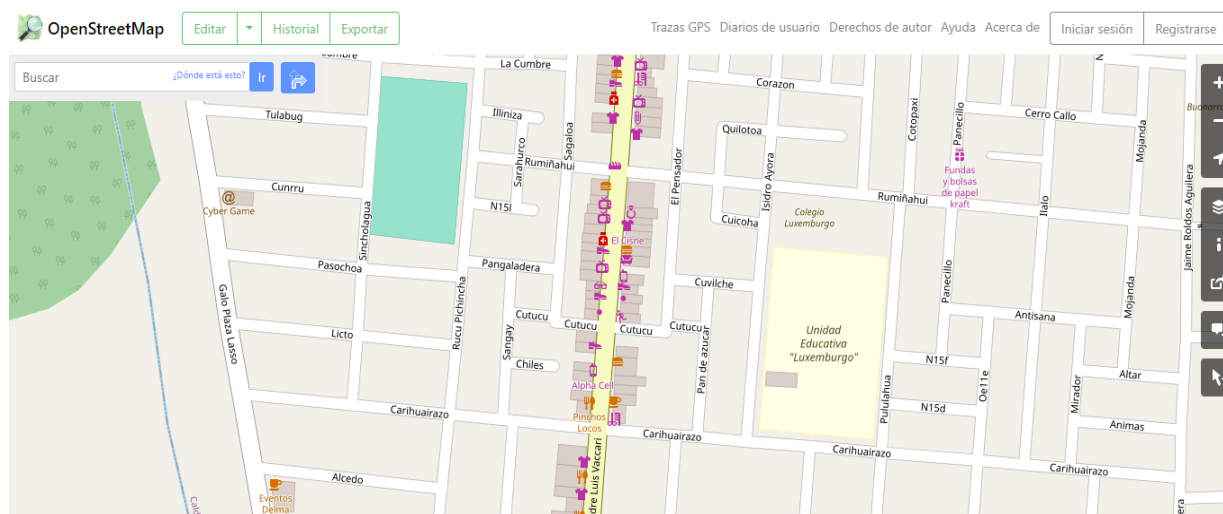 OpenStreetMap
Editar
Historial
Exportar
Trazas GPS
Diarios de usuario
Derechos de autor
Ayuda
Acerca de
Iniciar sesión
Registrarse
Buscar
¿Dónde está esto?
Ir
La Cumbre
Corazon
Tulabug
Illiniza
Sagaloa
Sarahurco
Quilotoa
Rumiñahui
El Pensador
Isidro Ayora
Cotopaxi
Panecillo
Cerro Callo
Mojanda
Fundas
y bolsas
de papel
kraft
Rumiñahui
Ilalo
Jaime Roldos Aguilera
Cunrru
@
Cyber Game
Sincholagua
N15l
Cuicoha
Colegio
Luxemburgo
El Cisne
Pasochoa
Pangaladera
Cuvilche
Panecillo
Mojanda
Galo Plaza Lasso
Licto
Rucu Pichincha
Sangay
Cutucu
Cutucu
Cutucu
Cutucu
Antisana
Unidad
Educativa
"Luxemburgo"
Chiles
Pan de azucar
N15f
Oe11e
Altar
Alpha Cell
Pululahua
Mirador
N15d
Carihuairazo
Pinchos
Locos
Carihuairazo
Animas
Carihuairazo
Carihuairazo
Alcedo
Eventos
Delma
dre Luis Vaccari